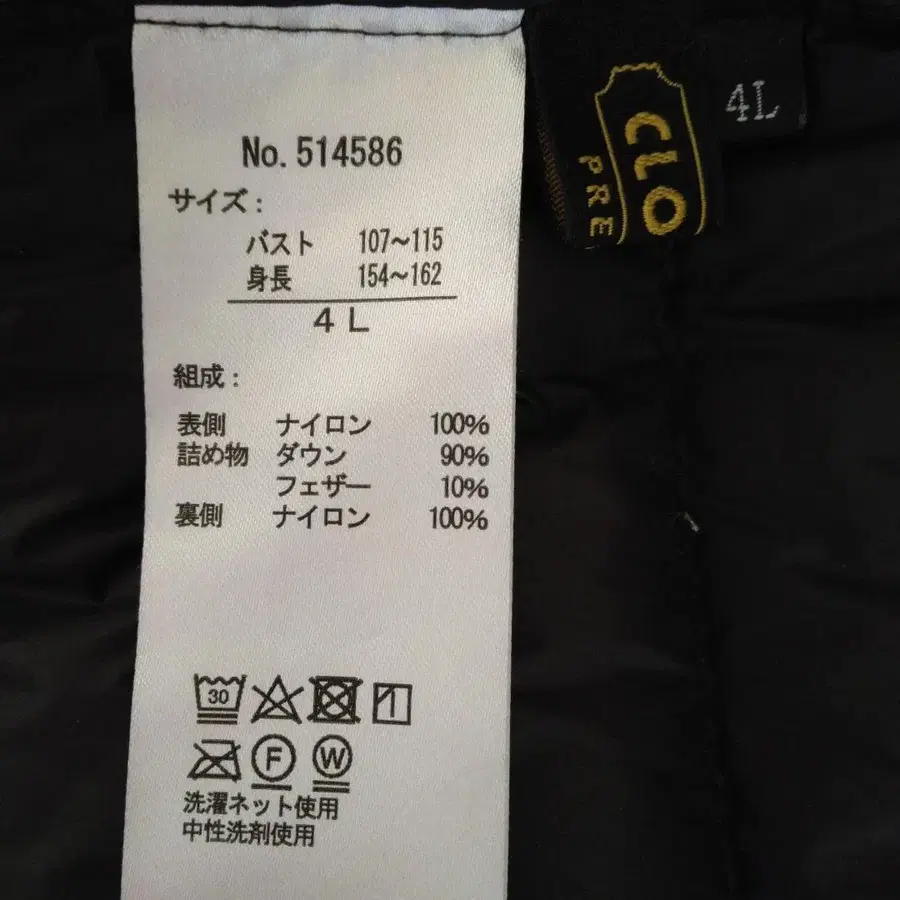 No. 514586
サイズ：
バスト 107〜115
身長 154〜162
4L
組成：
表側 ナイロン 100%
詰め物 ダウン 90%
フェザー 10%
裏側 ナイロン 100%
30
F W
洗濯ネット使用
中性洗剤使用
CLO
PRE
4L